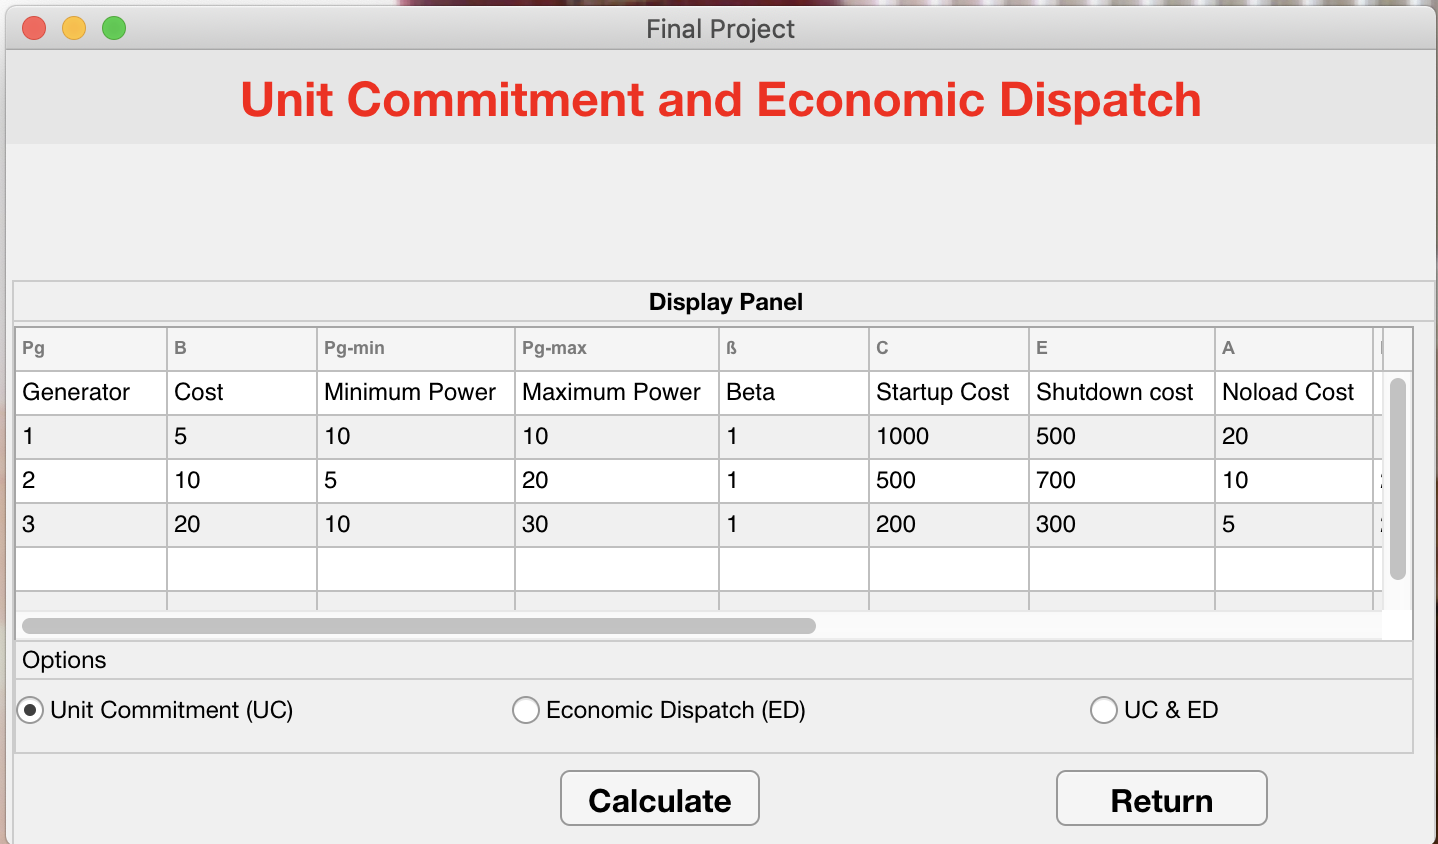 Final Project
Unit Commitment and Economic Dispatch
Display Panel
Pg B Pg-min Pg-max ß C E A
Generator Cost Minimum Power Maximum Power Beta Startup Cost Shutdown cost Noload Cost
1 5 10 10 1 1000 500 20
2 10 5 20 1 500 700 10
3 20 10 30 1 200 300 5
Options
Unit Commitment (UC) Economic Dispatch (ED) UC & ED
Calculate Return